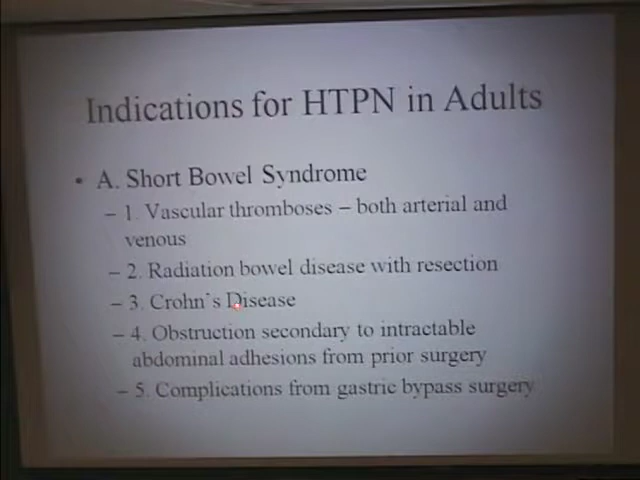 Indications for HTPN in Adults
• A. Short Bowel Syndrome
– 1. Vascular thromboses – both arterial and
venous
– 2. Radiation bowel disease with resection
– 3. Crohn's Disease
– 4. Obstruction secondary to intractable
abdominal adhesions from prior surgery
– 5. Complications from gastric bypass surgery